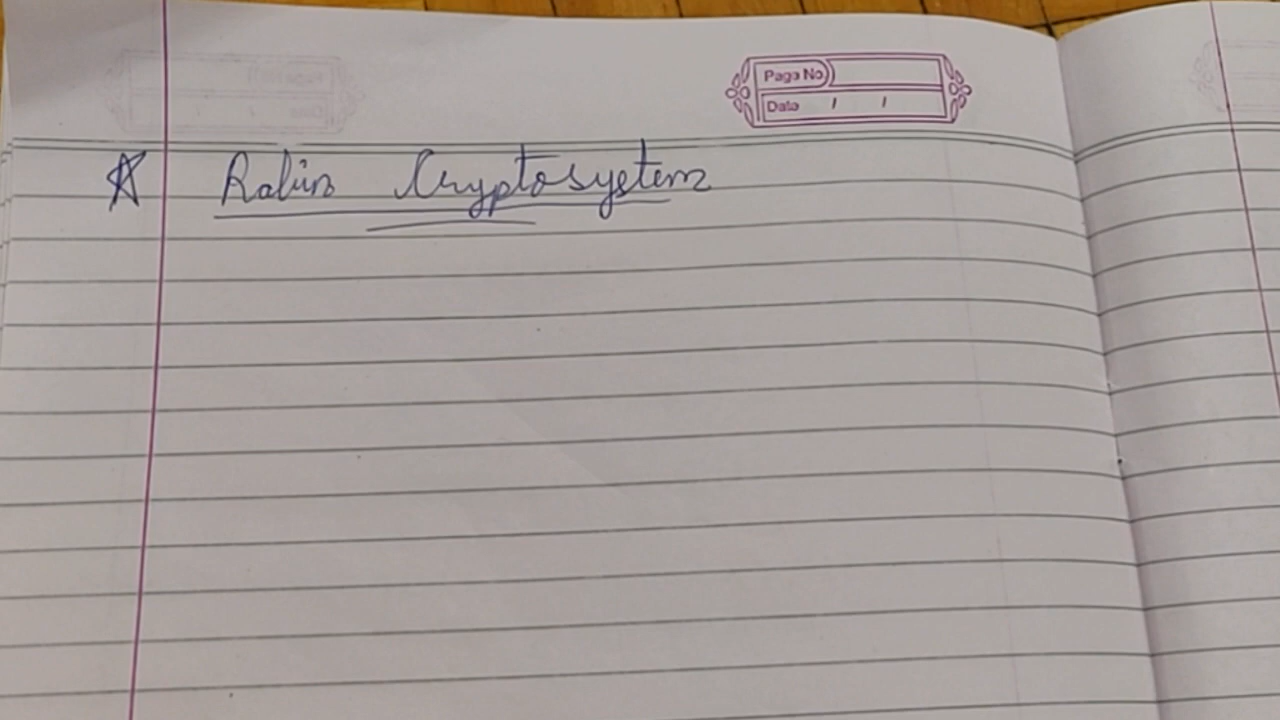 Page No.
Date / /
☆ Rabin Cryptosystem